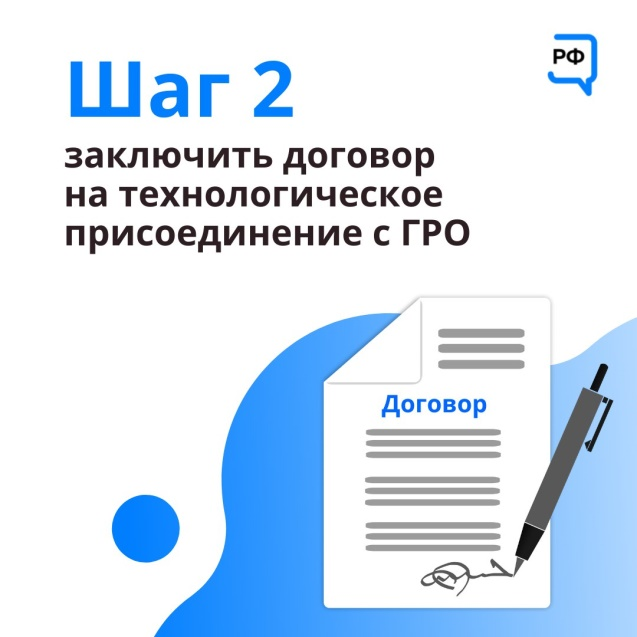 РФ
Шаг 2
заключить договор
на технологическое
присоединение с ГРО
Договор